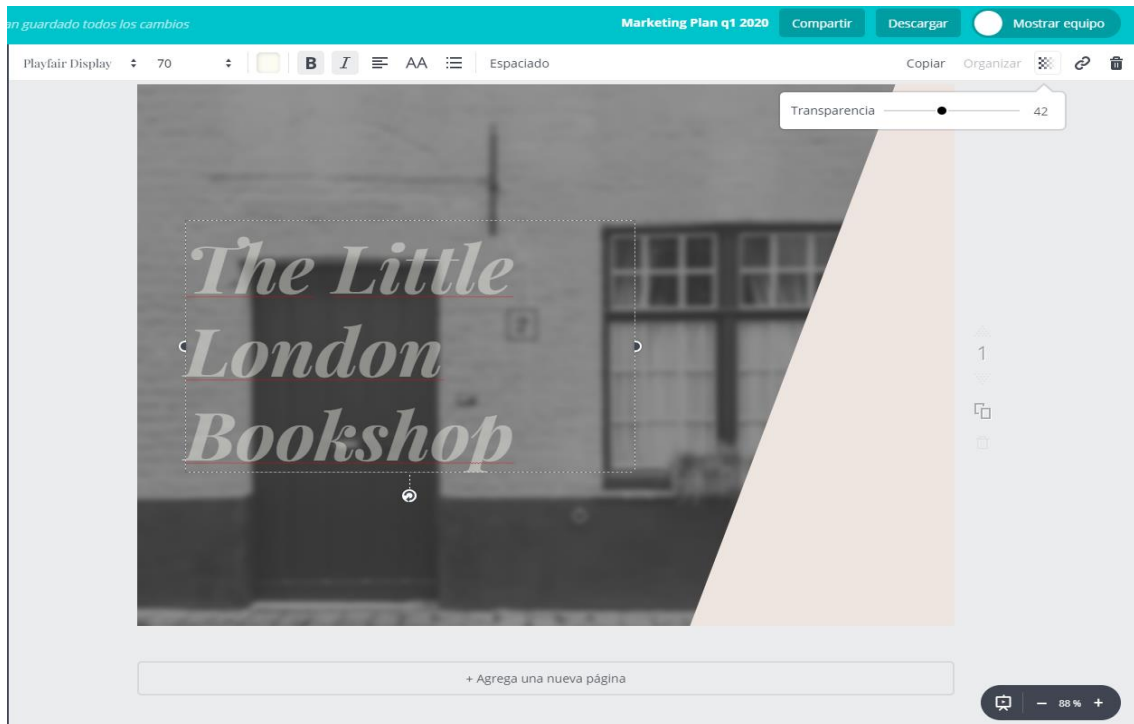 an guardado todos los cambios
Marketing Plan q1 2020
Compartir
Descargar
Mostrar equipo
Playfair Display
70
B I AA Espaciado
Copiar
Organizar
Transparencia 42
The Little
London
Bookshop
1
+ Agrega una nueva página
− 88 % +